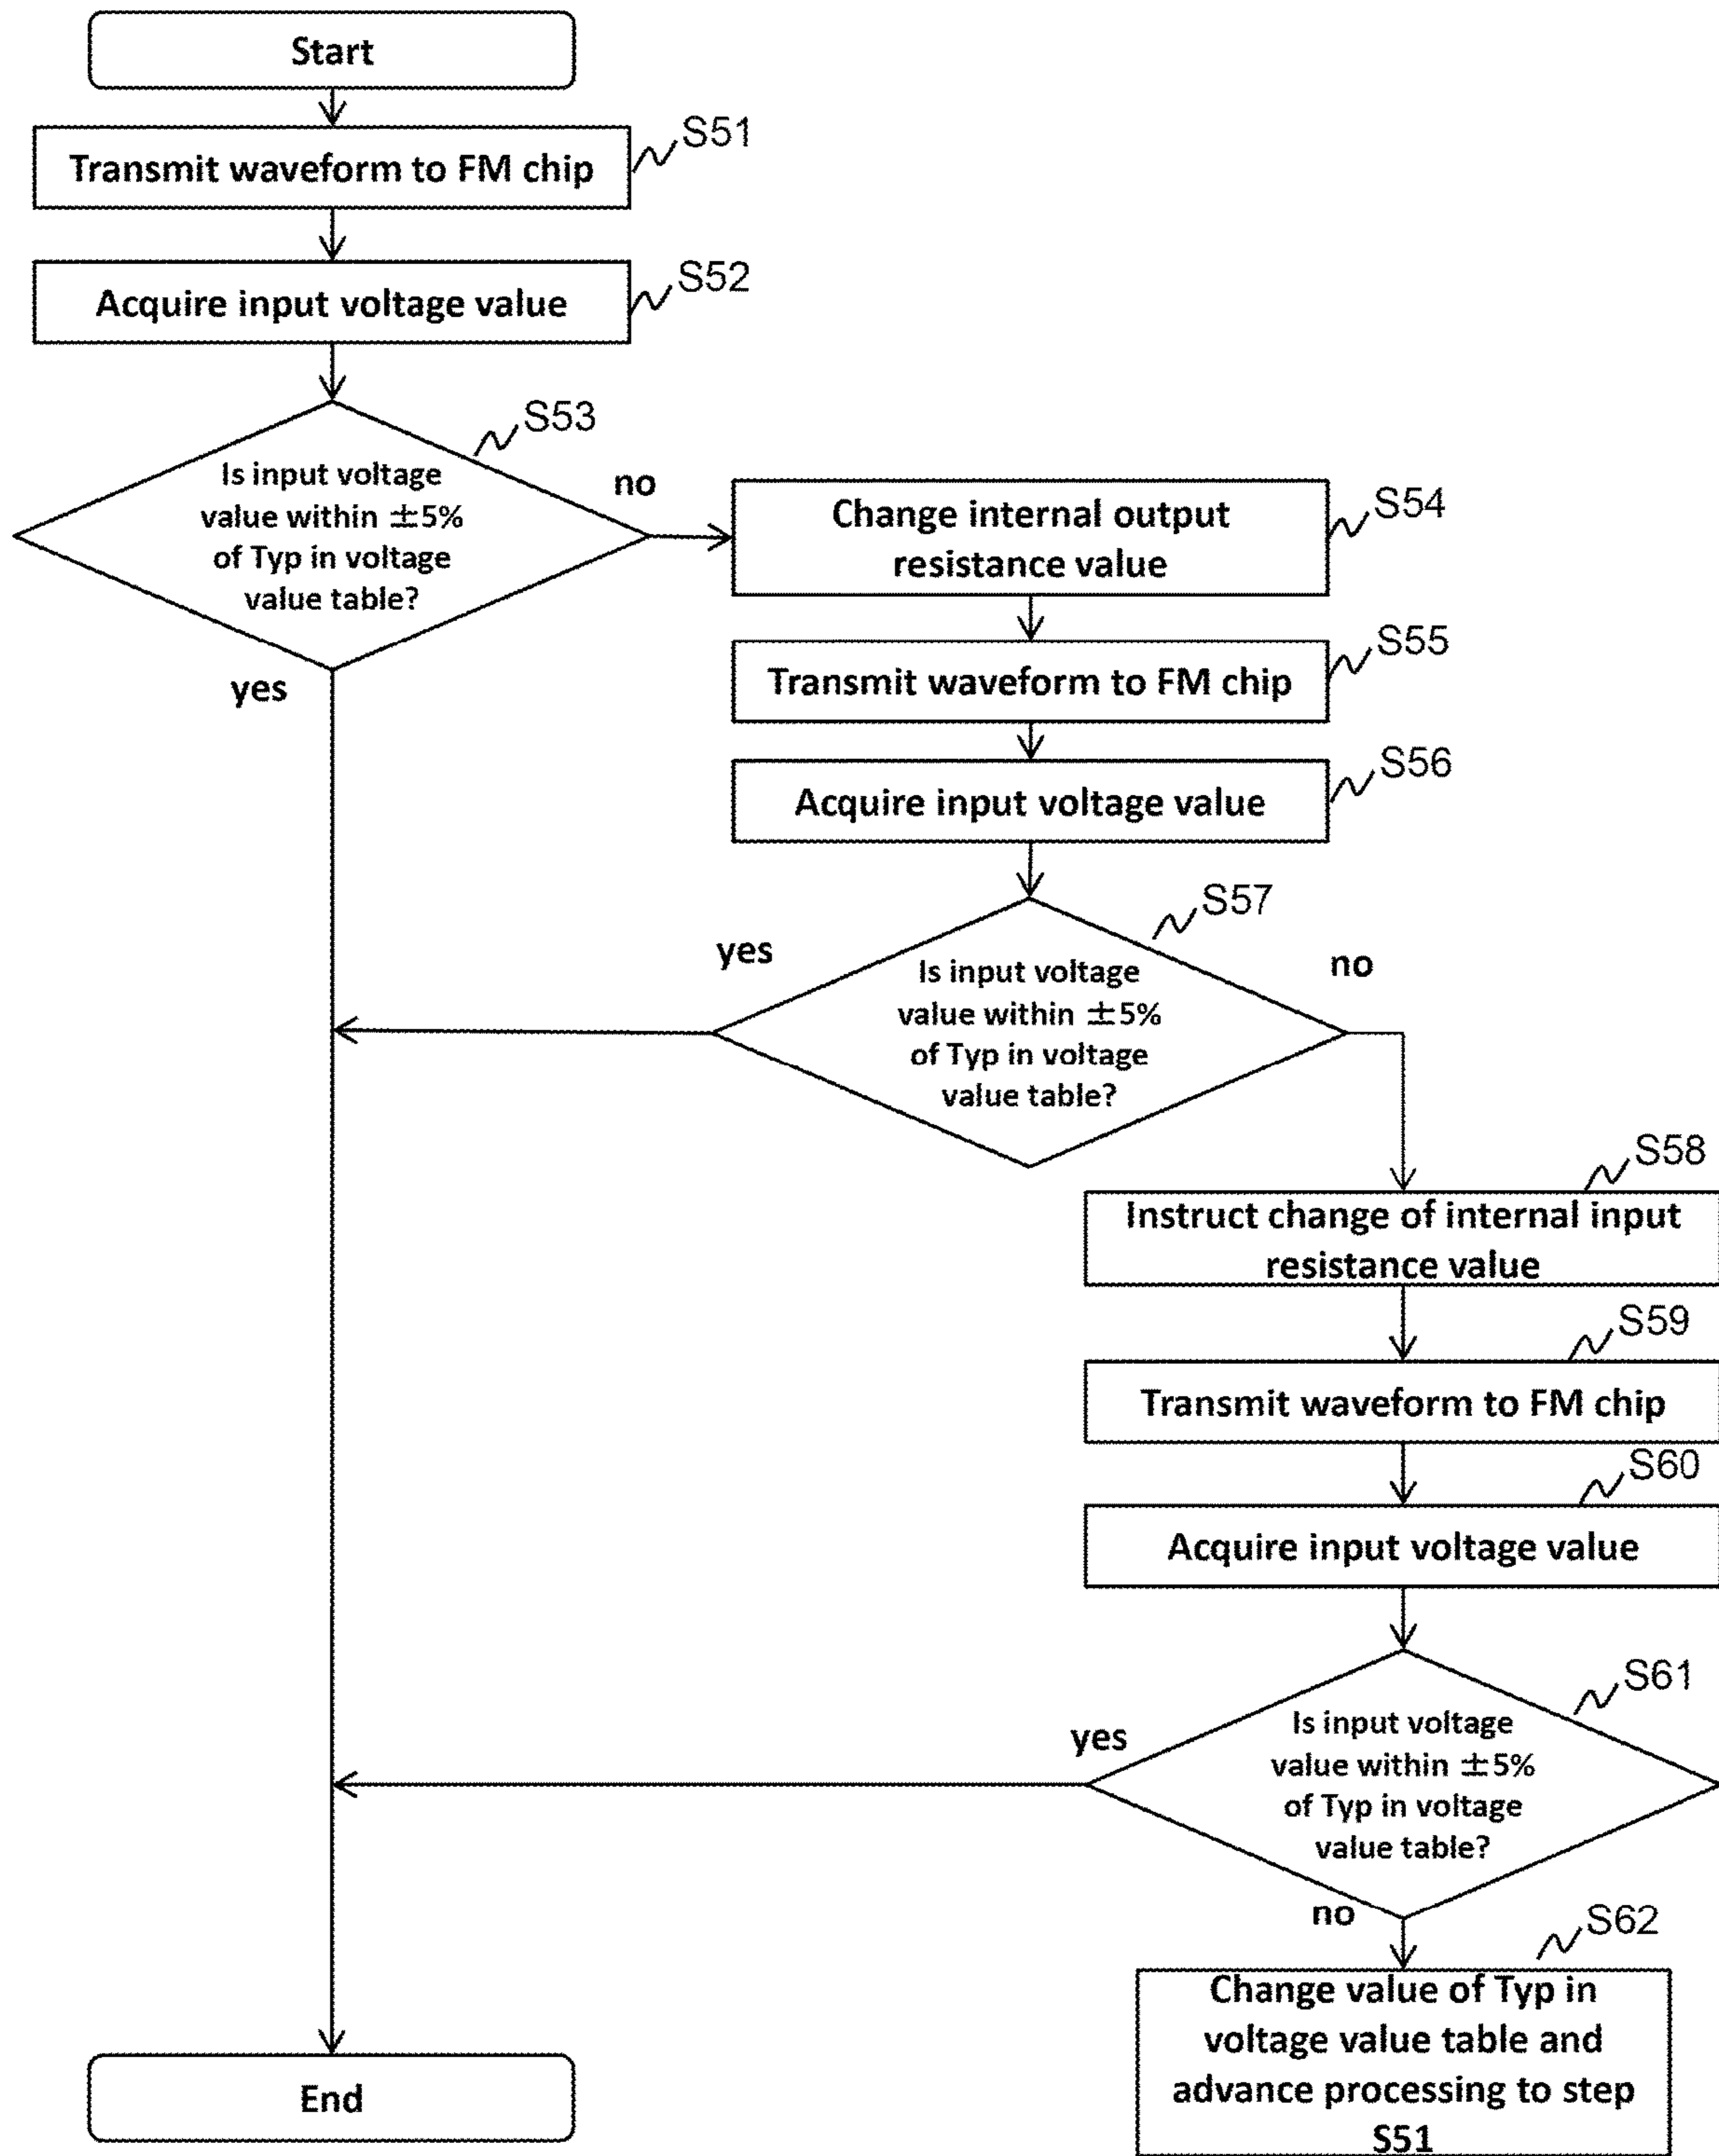 Start
S51
Transmit waveform to FM chip
S52
Acquire input voltage value
S53
Is input voltage
value within ±5%
of Typ in voltage
value table?
no
yes
S54
Change internal output
resistance value
S55
Transmit waveform to FM chip
S56
Acquire input voltage value
S57
yes
no
Is input voltage
value within ±5%
of Typ in voltage
value table?
S58
Instruct change of internal input
resistance value
S59
Transmit waveform to FM chip
S60
Acquire input voltage value
S61
yes
Is input voltage
value within ±5%
of Typ in voltage
value table?
no
S62
Change value of Typ in
voltage value table and
advance processing to step
S51
End